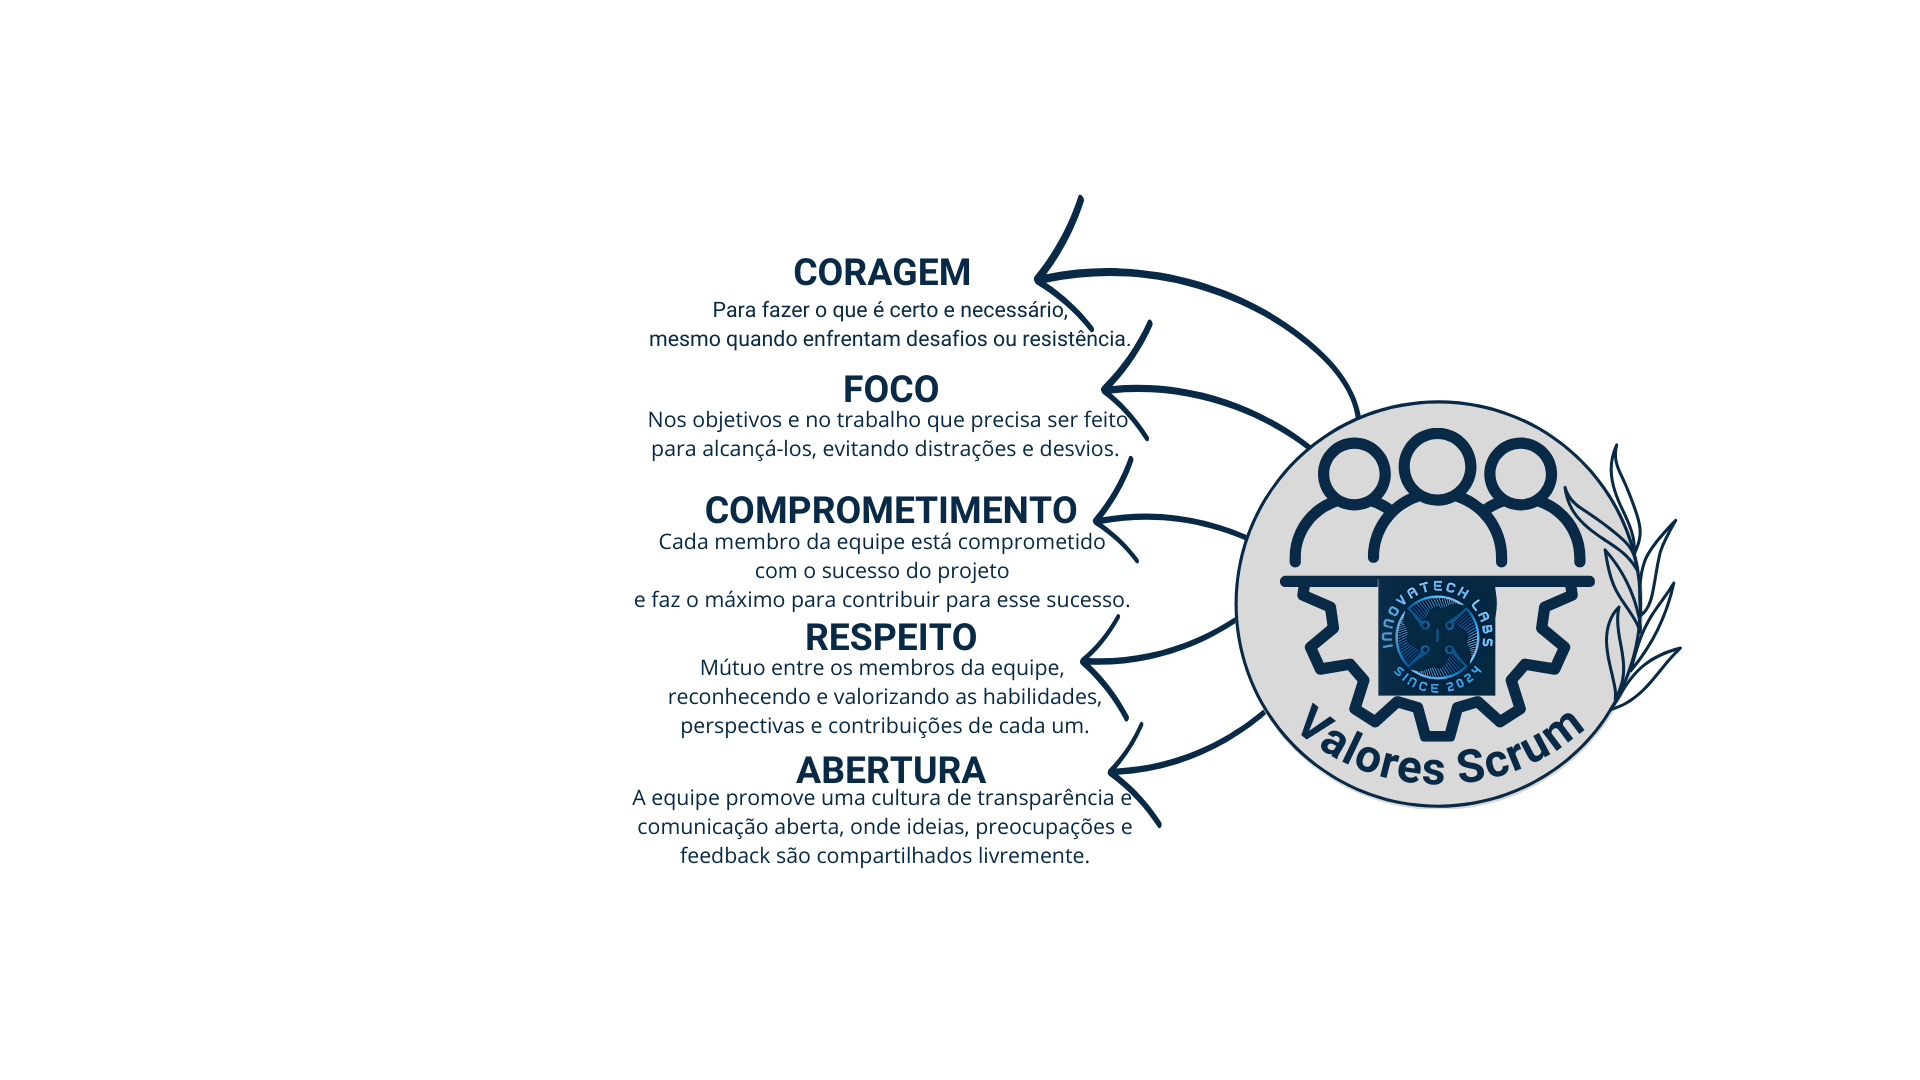 CORAGEM
Para fazer o que é certo e necessário,
mesmo quando enfrentam desafios ou resistência.
FOCO
Nos objetivos e no trabalho que precisa ser feito
para alcançá-los, evitando distrações e desvios.
COMPROMETIMENTO
Cada membro da equipe está comprometido
com o sucesso do projeto
e faz o máximo para contribuir para esse sucesso.
RESPEITO
Mútuo entre os membros da equipe,
reconhecendo e valorizando as habilidades,
perspectivas e contribuições de cada um.
ABERTURA
A equipe promove uma cultura de transparência e
comunicação aberta, onde ideias, preocupações e
feedback são compartilhados livremente.
INNOVATECH LABS
SINCE 2024
Valores Scrum